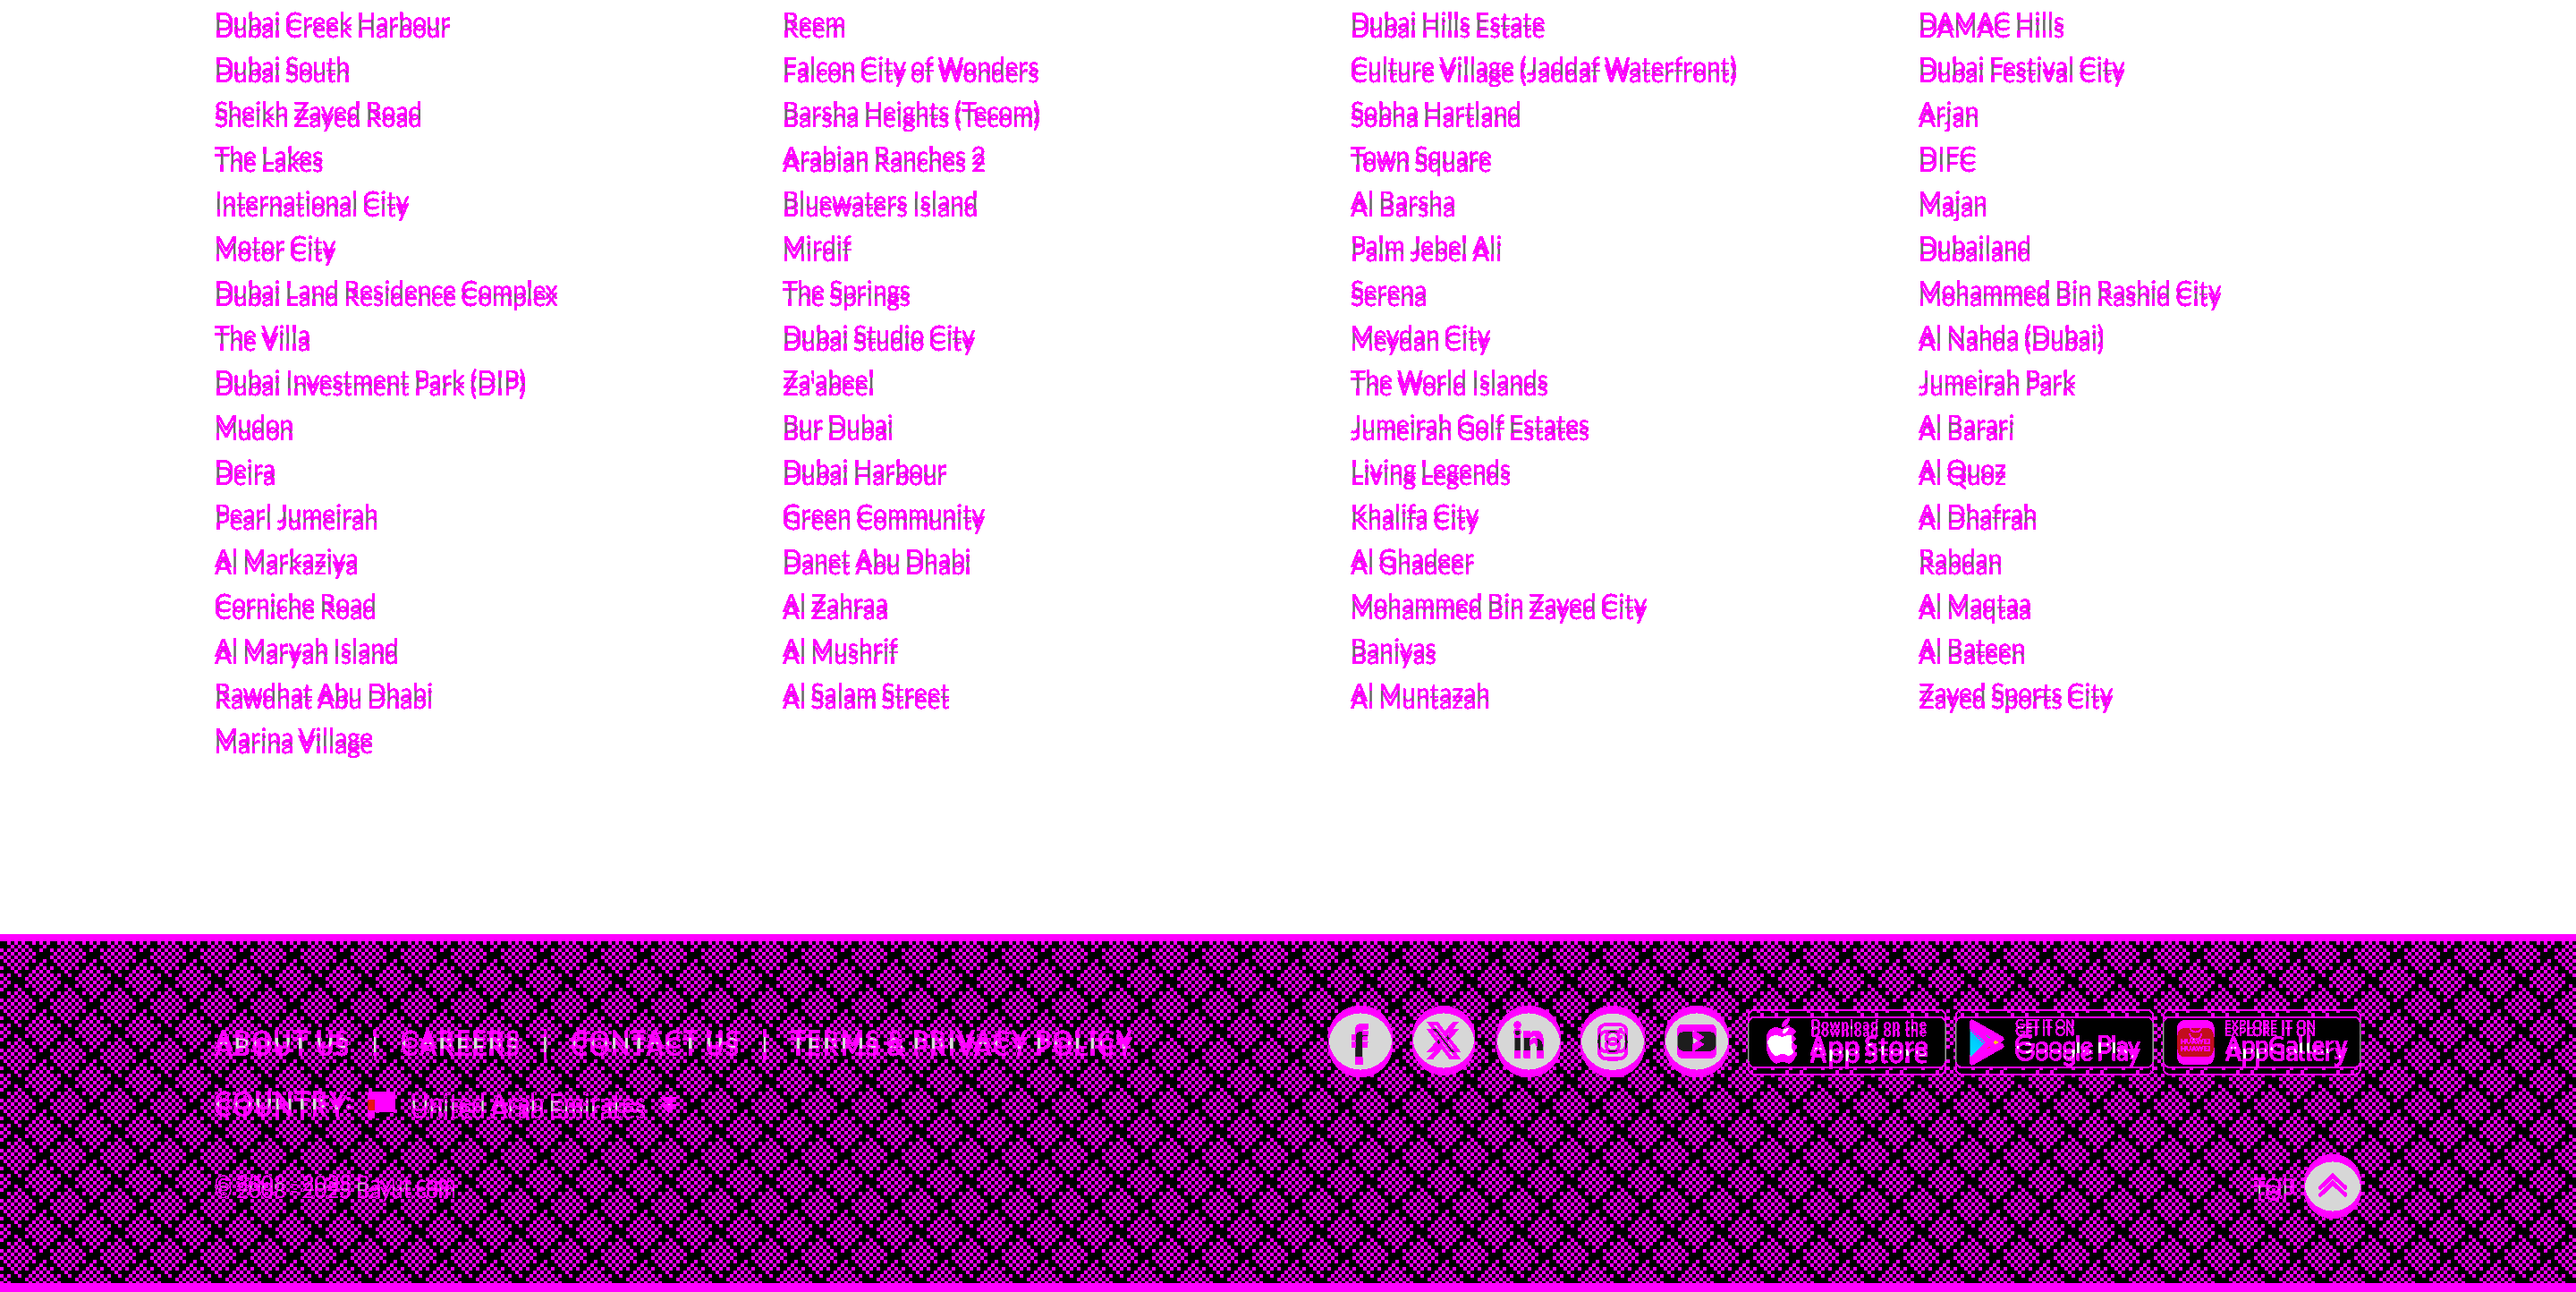 Dubai Creek Harbour Reem Dubai Hills Estate DAMAC Hills
Dubai South Falcon City of Wonders Culture Village (Jaddaf Waterfront) Dubai Festival City
Sheikh Zayed Road Barsha Heights (Tecom) Sobha Hartland Arjan
The Lakes Arabian Ranches 2 Town Square DIFC
International City Bluewaters Island Al Barsha Majan
Motor City Mirdif Palm Jebel Ali Dubailand
Dubai Land Residence Complex The Springs Serena Mohammed Bin Rashid City
The Villa Dubai Studio City Meydan City Al Nahda (Dubai)
Dubai Investment Park (DIP) Za'abeel The World Islands Jumeirah Park
Mudon Bur Dubai Jumeirah Golf Estates Al Barari
Deira Dubai Harbour Living Legends Al Quoz
Pearl Jumeirah Green Community Khalifa City Al Dhafrah
Al Markaziya Danet Abu Dhabi Al Ghadeer Rabdan
Corniche Road Al Zahraa Mohammed Bin Zayed City Al Maqtaa
Al Maryah Island Al Mushrif Baniyas Al Bateen
Rawdhat Abu Dhabi Al Salam Street Al Muntazah Zayed Sports City
Marina Village
ABOUT US | CAREERS | CONTACT US | TERMS & PRIVACY POLICY
Download on the App Store
GET IT ON Google Play
EXPLORE IT ON AppGallery
COUNTRY United Arab Emirates
Bayut.com